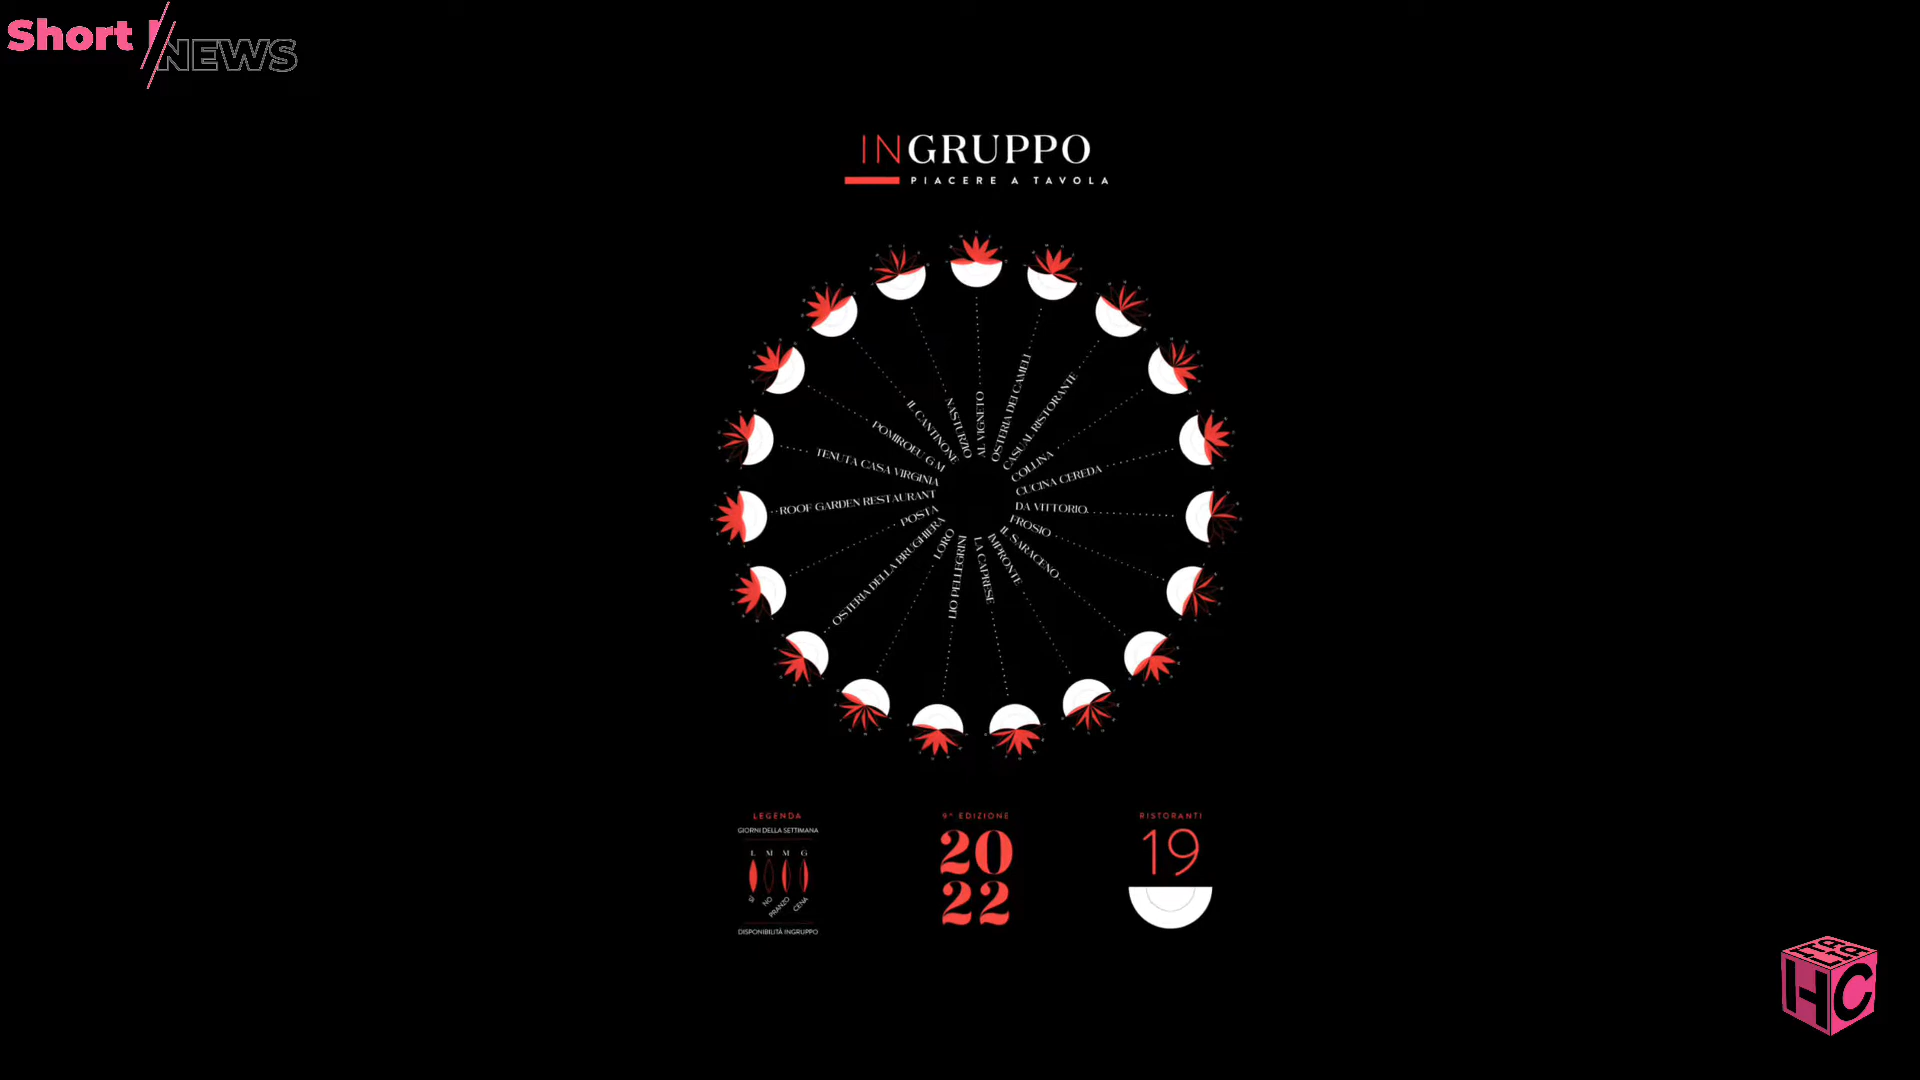 Short
NEWS
INGRUPPO
PIACERE A TAVOLA
AL VIGNETO
OSTERIA DEI CAMELI
CASUAL RISTORANTE
COLLINA
CUCINA CEREDA
DA VITTORIO
FROSIO
IL SARACENO
IMPRONTE
LA CAPRESE
LIO PELLEGRINI
LORO
OSTERIA DELLA BRUGHIERA
POSTA
ROOF GARDEN RESTAURANT
TENUTA CASA VIRGINIA
POMIROEU G.M
IL CANTINONE
NASTURZIO
LEGENDA
GIORNI DELLA SETTIMANA
L M M G
SI NO PRANZO CENA
DISPONIBILITÀ INGRUPPO
9ª EDIZIONE
20
22
RISTORANTI
19
HC